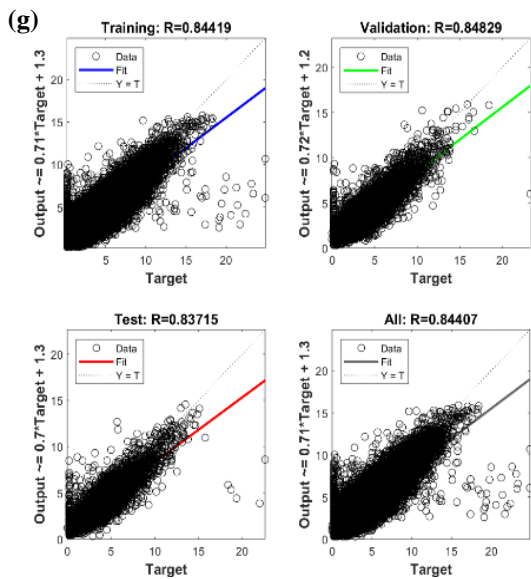 (g)
Training: R=0.84419
Output ~= 0.71*Target + 1.3
Data
Fit
Y = T
20
15
10
5
5 10 15 20
Target
Validation: R=0.84829
Output ~= 0.72*Target + 1.2
Data
Fit
Y = T
20
15
10
5
0
0 5 10 15 20
Target
Test: R=0.83715
Output ~= 0.7*Target + 1.3
Data
Fit
Y = T
20
15
10
5
0
0 5 10 15 20
Target
All: R=0.84407
Output ~= 0.71*Target + 1.3
Data
Fit
Y = T
20
15
10
5
0
0 5 10 15 20
Target